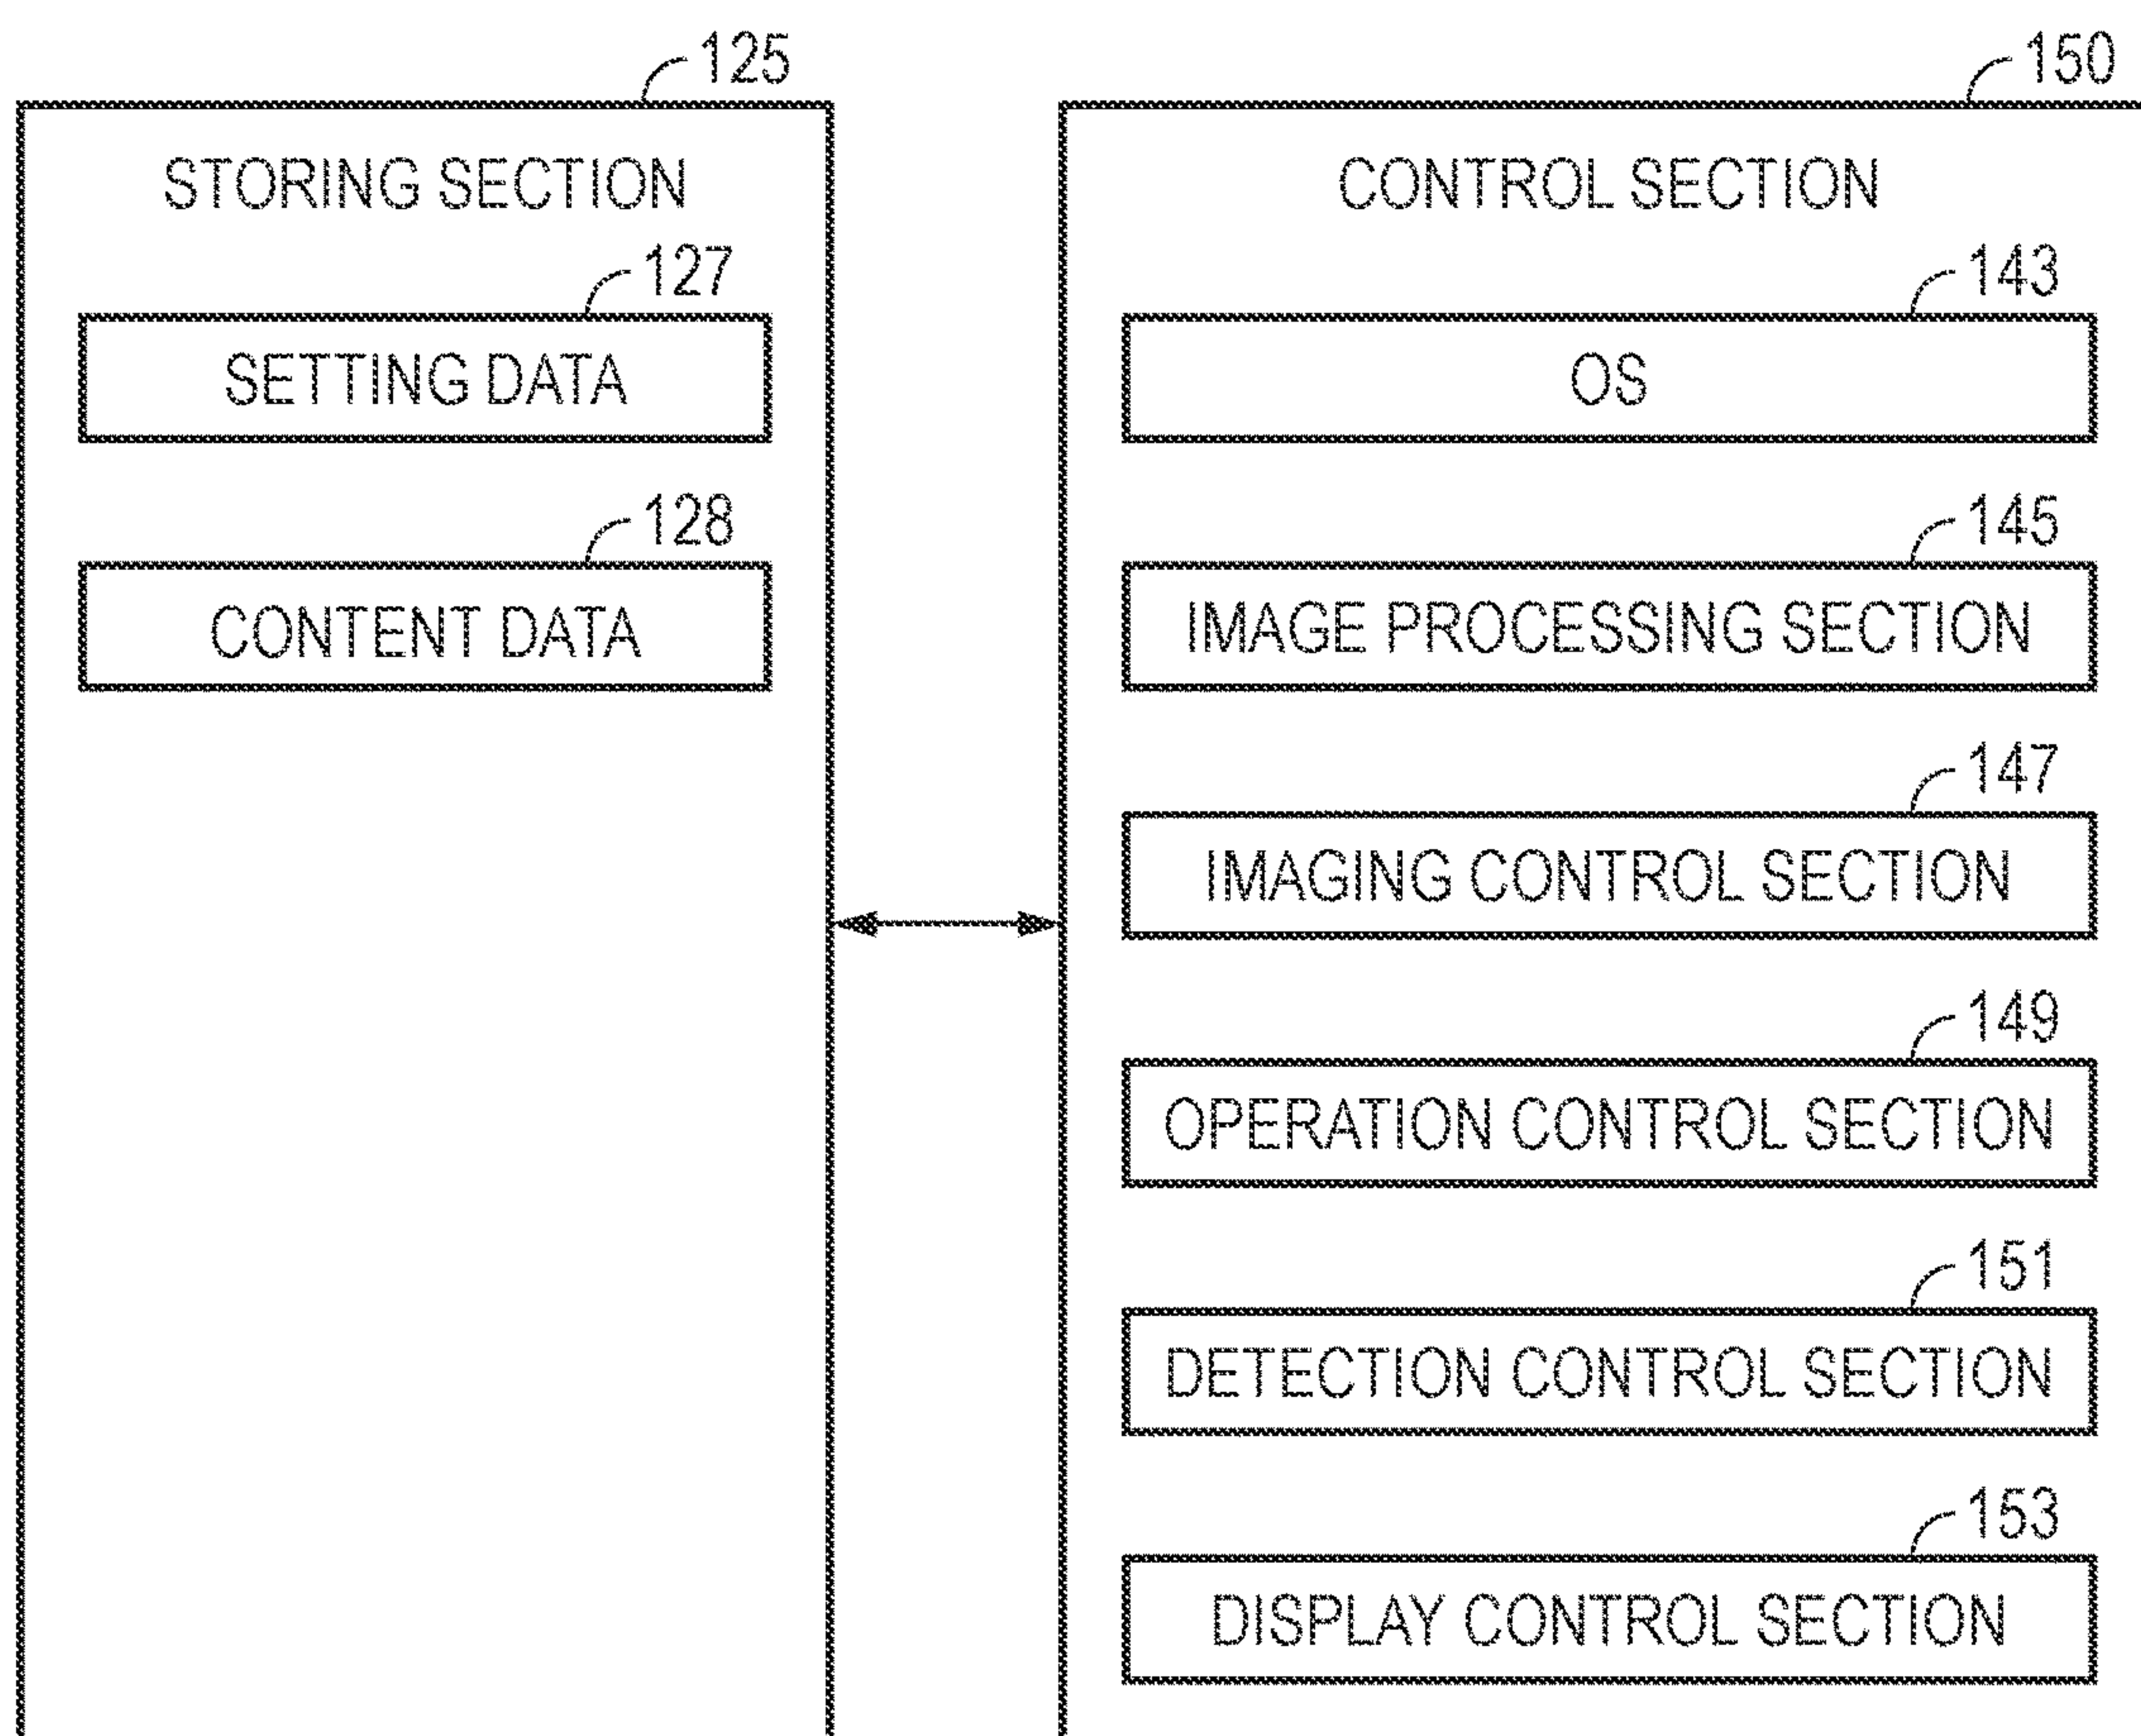 125
STORING SECTION
127
SETTING DATA
128
CONTENT DATA
150
CONTROL SECTION
143
OS
145
IMAGE PROCESSING SECTION
147
IMAGING CONTROL SECTION
149
OPERATION CONTROL SECTION
151
DETECTION CONTROL SECTION
153
DISPLAY CONTROL SECTION